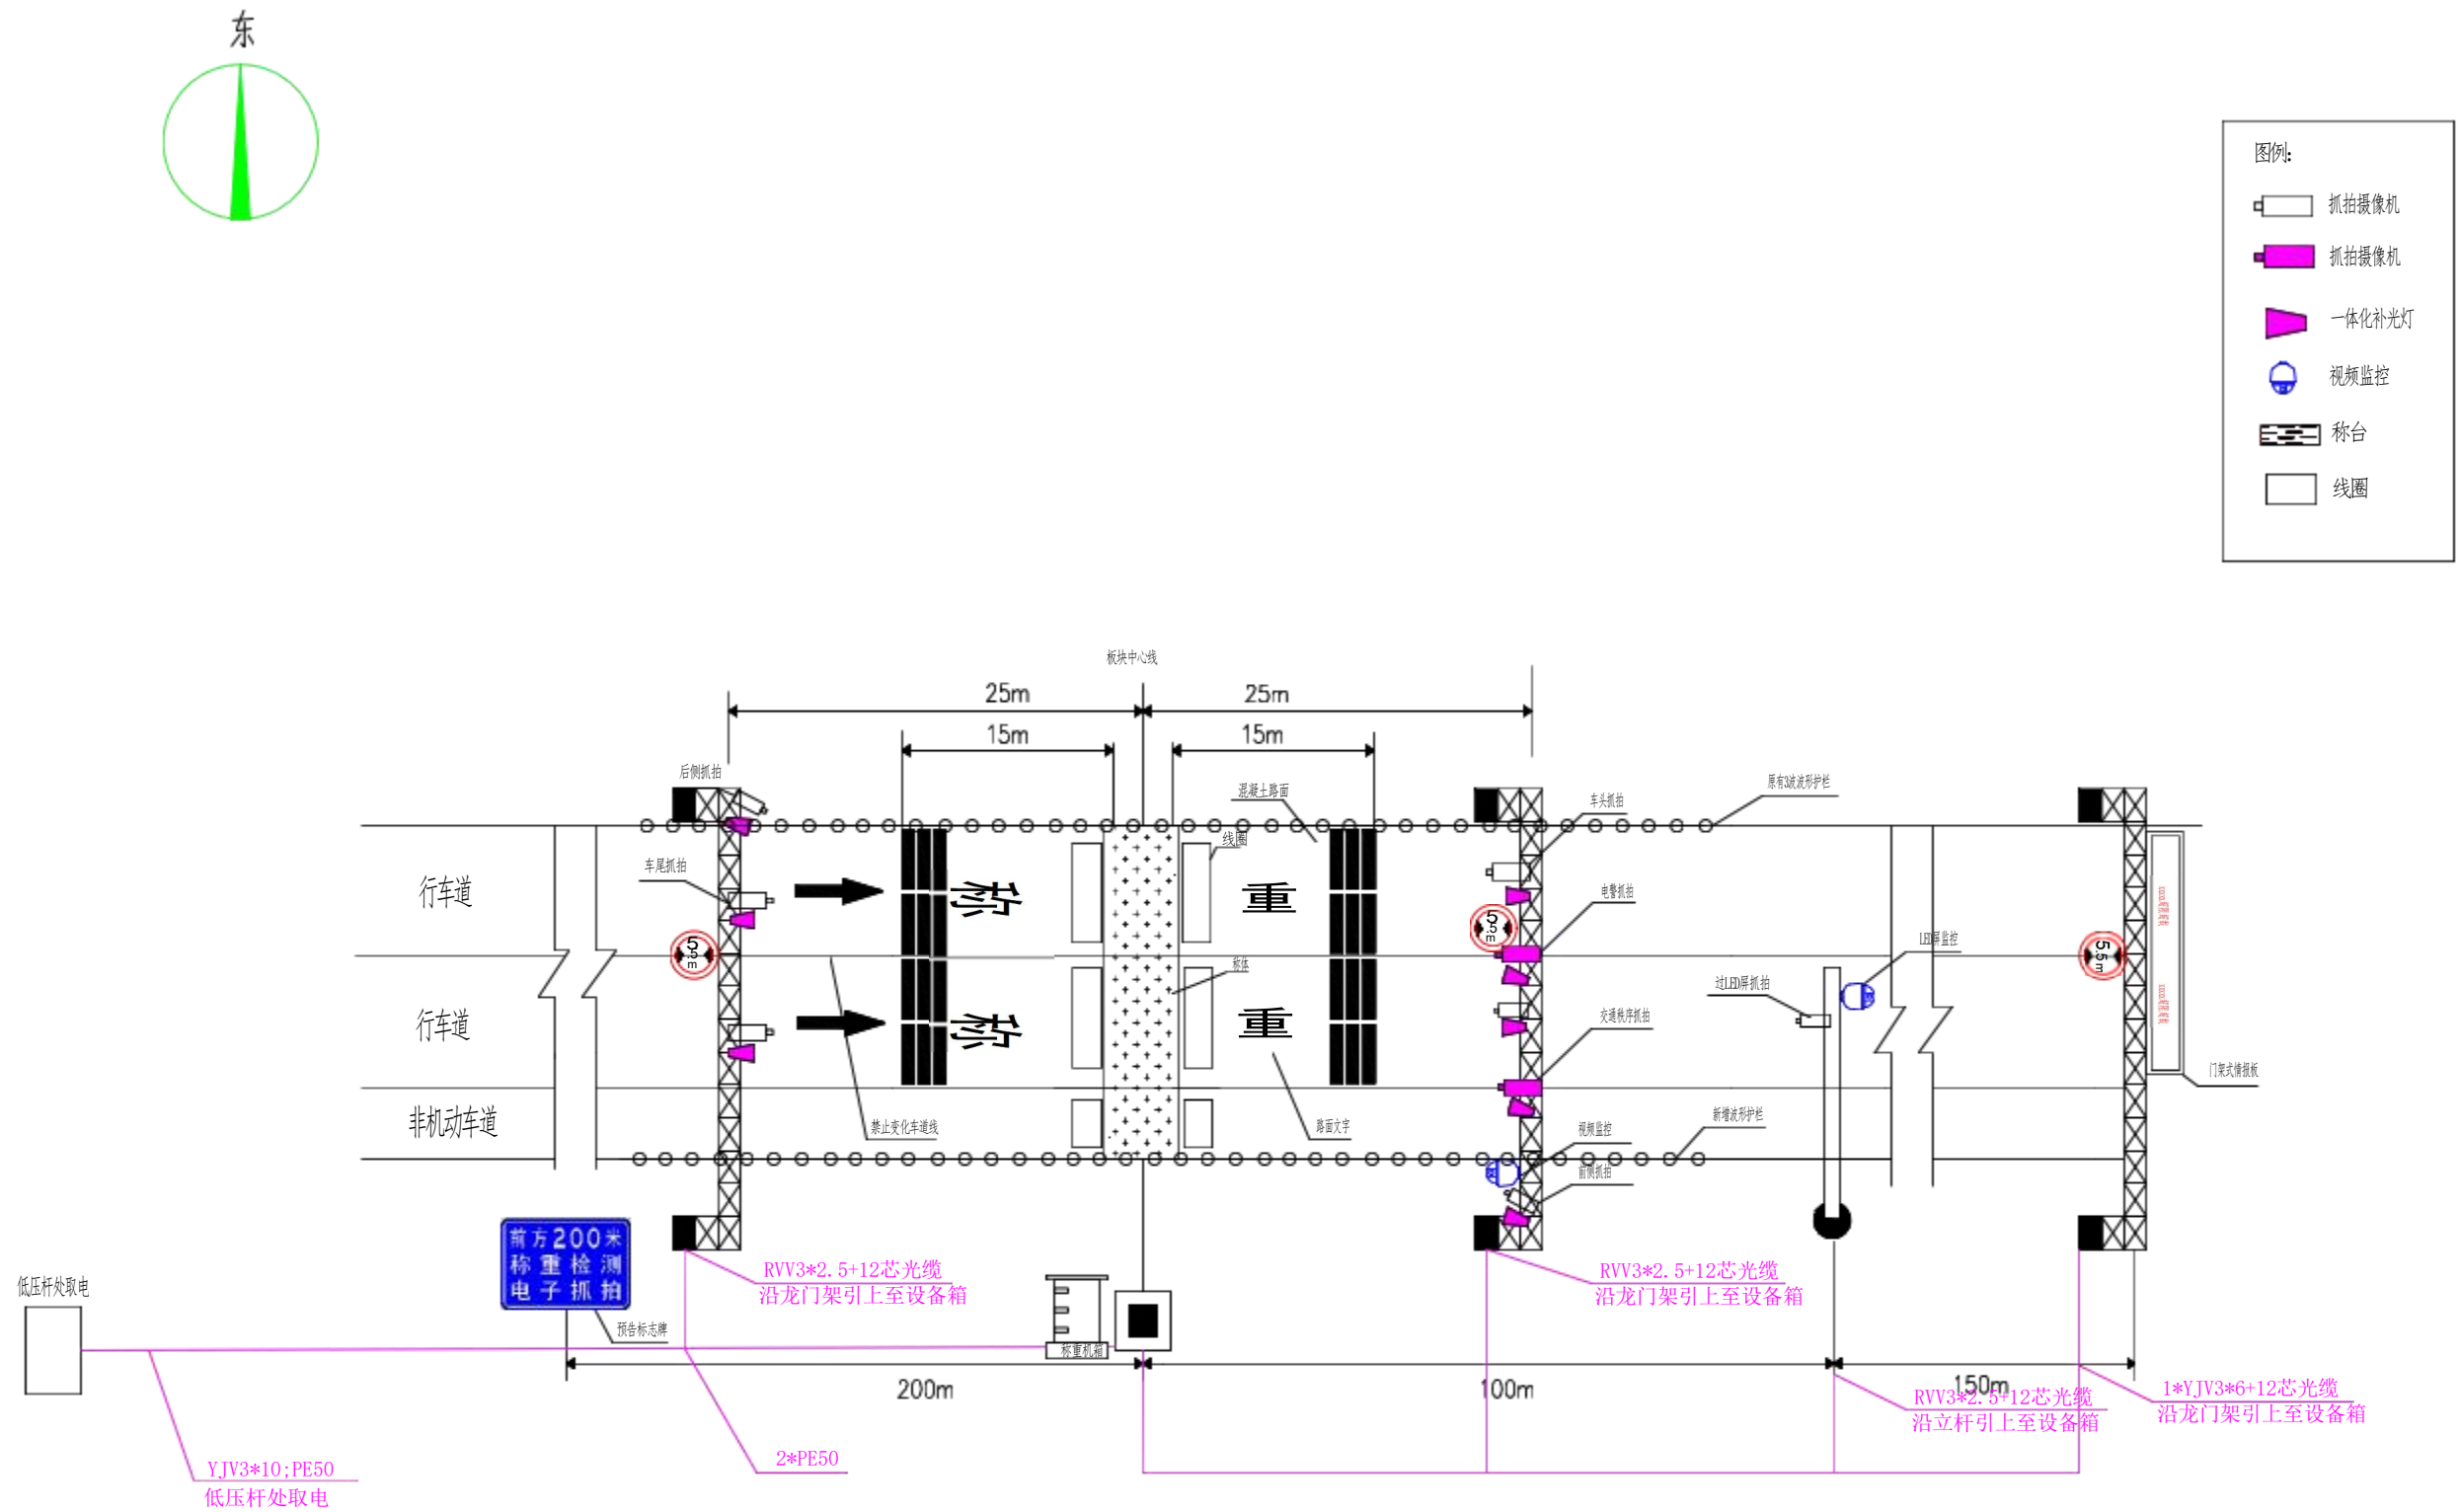 东
图例:
抓拍摄像机
抓拍摄像机
一体化补光灯
视频监控
称台
线圈
板块中心线
25m
25m
15m
15m
后侧抓拍
混凝土路面
车头抓拍
原有3波波形护栏
线圈
车尾抓拍
行车道
称
重
电警抓拍
5.5m
5.5m
5.5m
LED屏监控
称体
过LED屏抓拍
行车道
称
重
交通秩序抓拍
门架式情报板
非机动车道
禁止变化车道线
路面文字
视频监控
新增波形护栏
前侧抓拍
前方200米
称重检测
电子抓拍
预告标志牌
低压杆处取电
RVV3*2.5+12芯光缆
沿龙门架引上至设备箱
称重机箱
RVV3*2.5+12芯光缆
沿龙门架引上至设备箱
200m
100m
150m
RVV3*2.5+12芯光缆
沿立杆引上至设备箱
1*YJV3*6+12芯光缆
沿龙门架引上至设备箱
2*PE50
YJV3*10;PE50
低压杆处取电